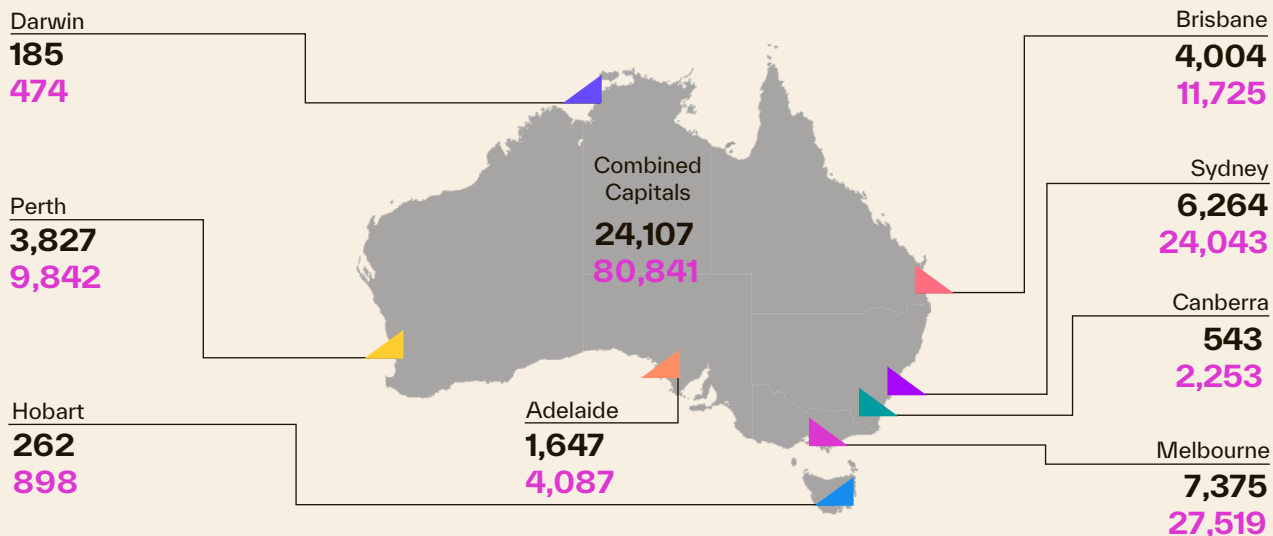 Darwin
185
474
Perth
3,827
9,842
Hobart
262
898
Combined
Capitals
24,107
80,841
Adelaide
1,647
4,087
Brisbane
4,004
11,725
Sydney
6,264
24,043
Canberra
543
2,253
Melbourne
7,375
27,519